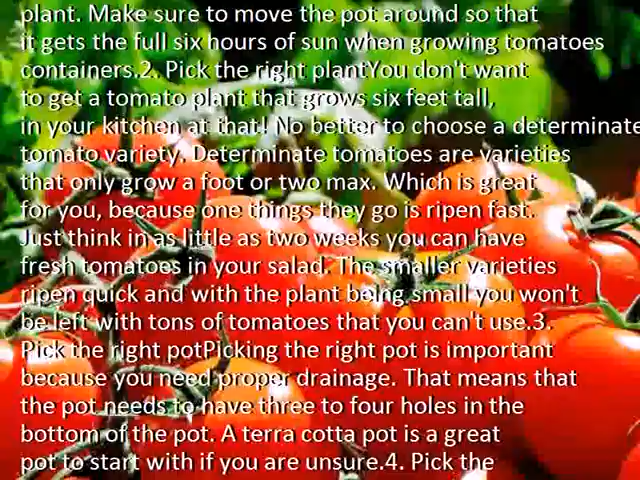 plant. Make sure to move the pot around so that
it gets the full six hours of sun when growing tomatoes
containers.2. Pick the right plantYou don't want
to get a tomato plant that grows six feet tall,
in your kitchen at that! No better to choose a determinate
tomato variety. Determinate tomatoes are varieties
that only grow a foot or two max. Which is great
for you, because one things they go is ripen fast.
Just think in as little as two weeks you can have
fresh tomatoes in your salad. The smaller varieties
ripen quick and with the plant being small you won't
be left with tons of tomatoes that you can't use.3.
Pick the right potPicking the right pot is important
because you need proper drainage. That means that
the pot needs to have three to four holes in the
bottom of the pot. A terra cotta pot is a great
pot to start with if you are unsure.4. Pick the